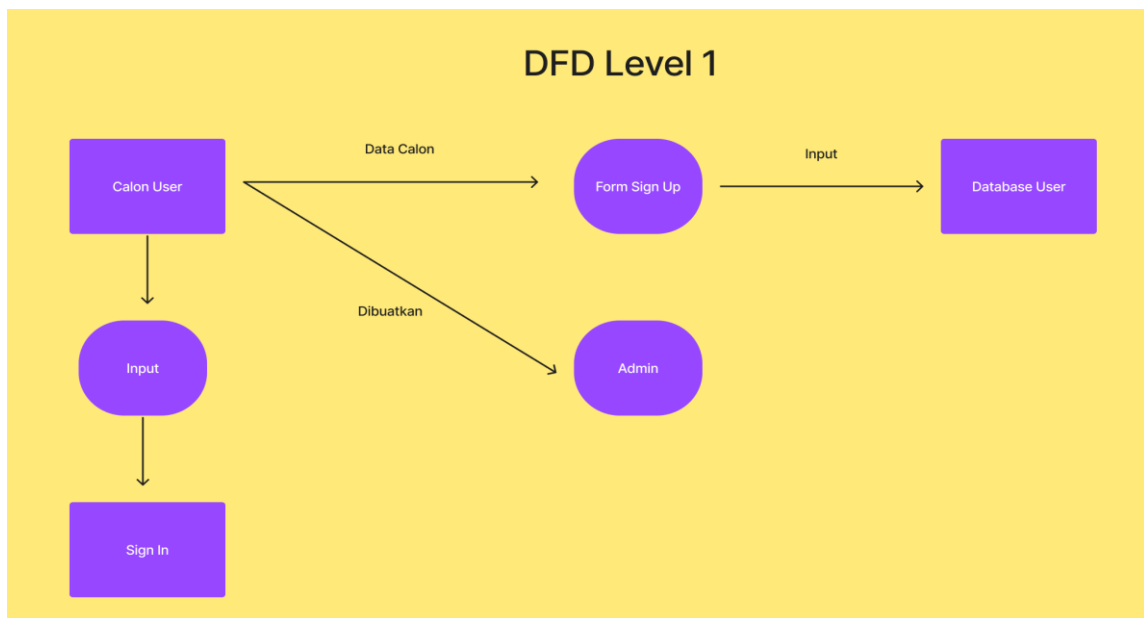 DFD Level 1
Calon User
Data Calon
Form Sign Up
Input
Database User
Dibuatkan
Input
Admin
Sign In